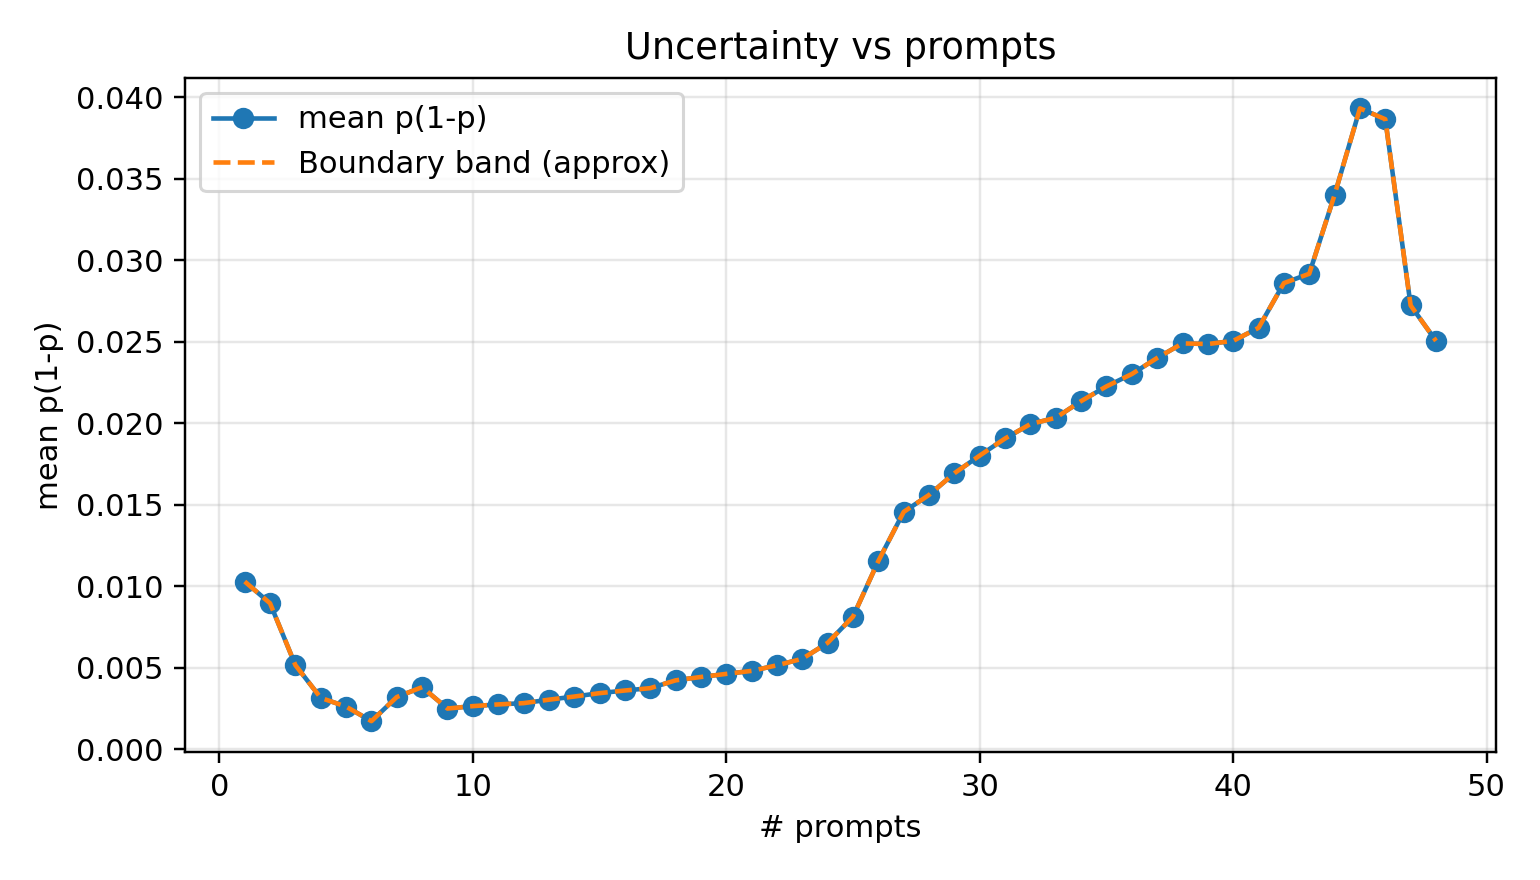 Uncertainty vs prompts
mean p(1-p)
Boundary band (approx)
mean p(1-p)
0.040
0.035
0.030
0.025
0.020
0.015
0.010
0.005
0.000
0 10 20 30 40 50
# prompts